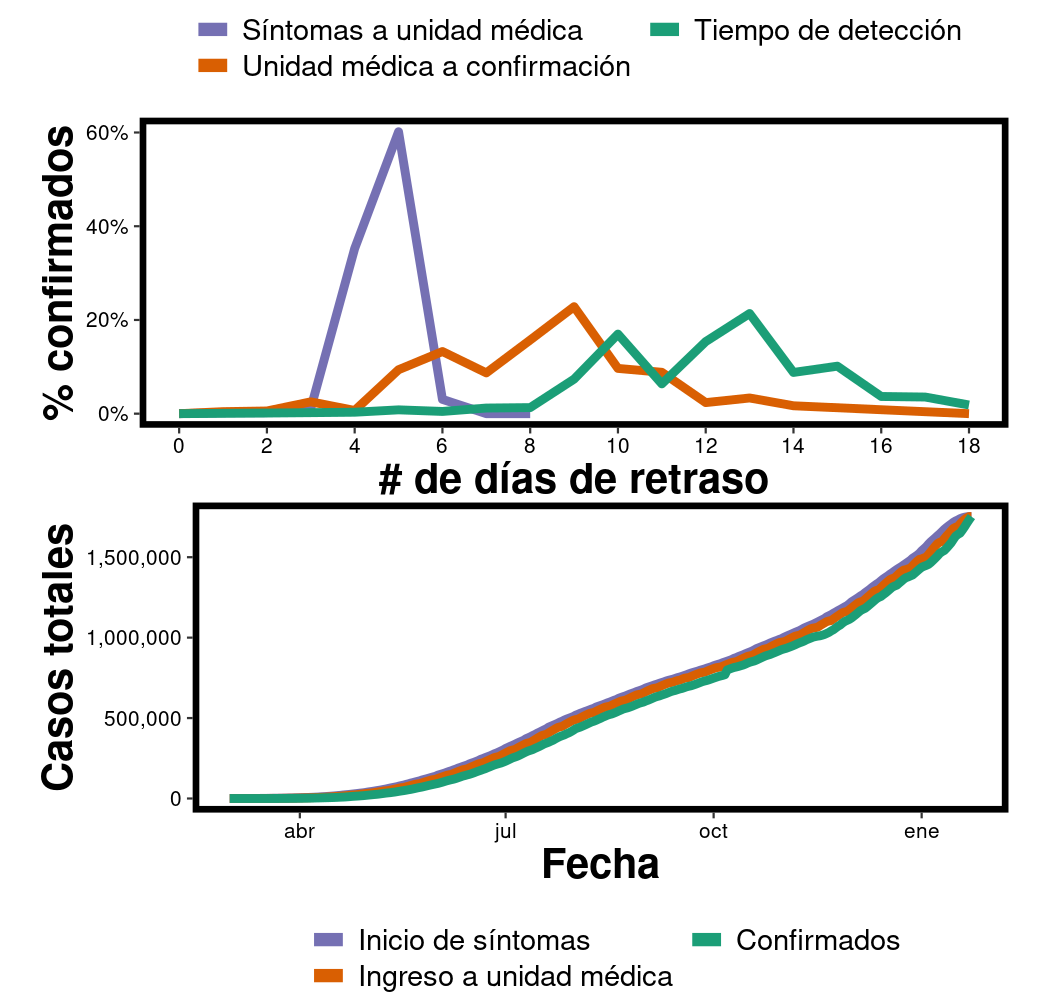 Síntomas a unidad médica
Tiempo de detección
Unidad médica a confirmación
% confirmados
60%
40%
20%
0%
0 2 4 6 8 10 12 14 16 18
# de días de retraso
Casos totales
1,500,000
1,000,000
500,000
0
abr jul oct ene
Fecha
Inicio de síntomas
Confirmados
Ingreso a unidad médica